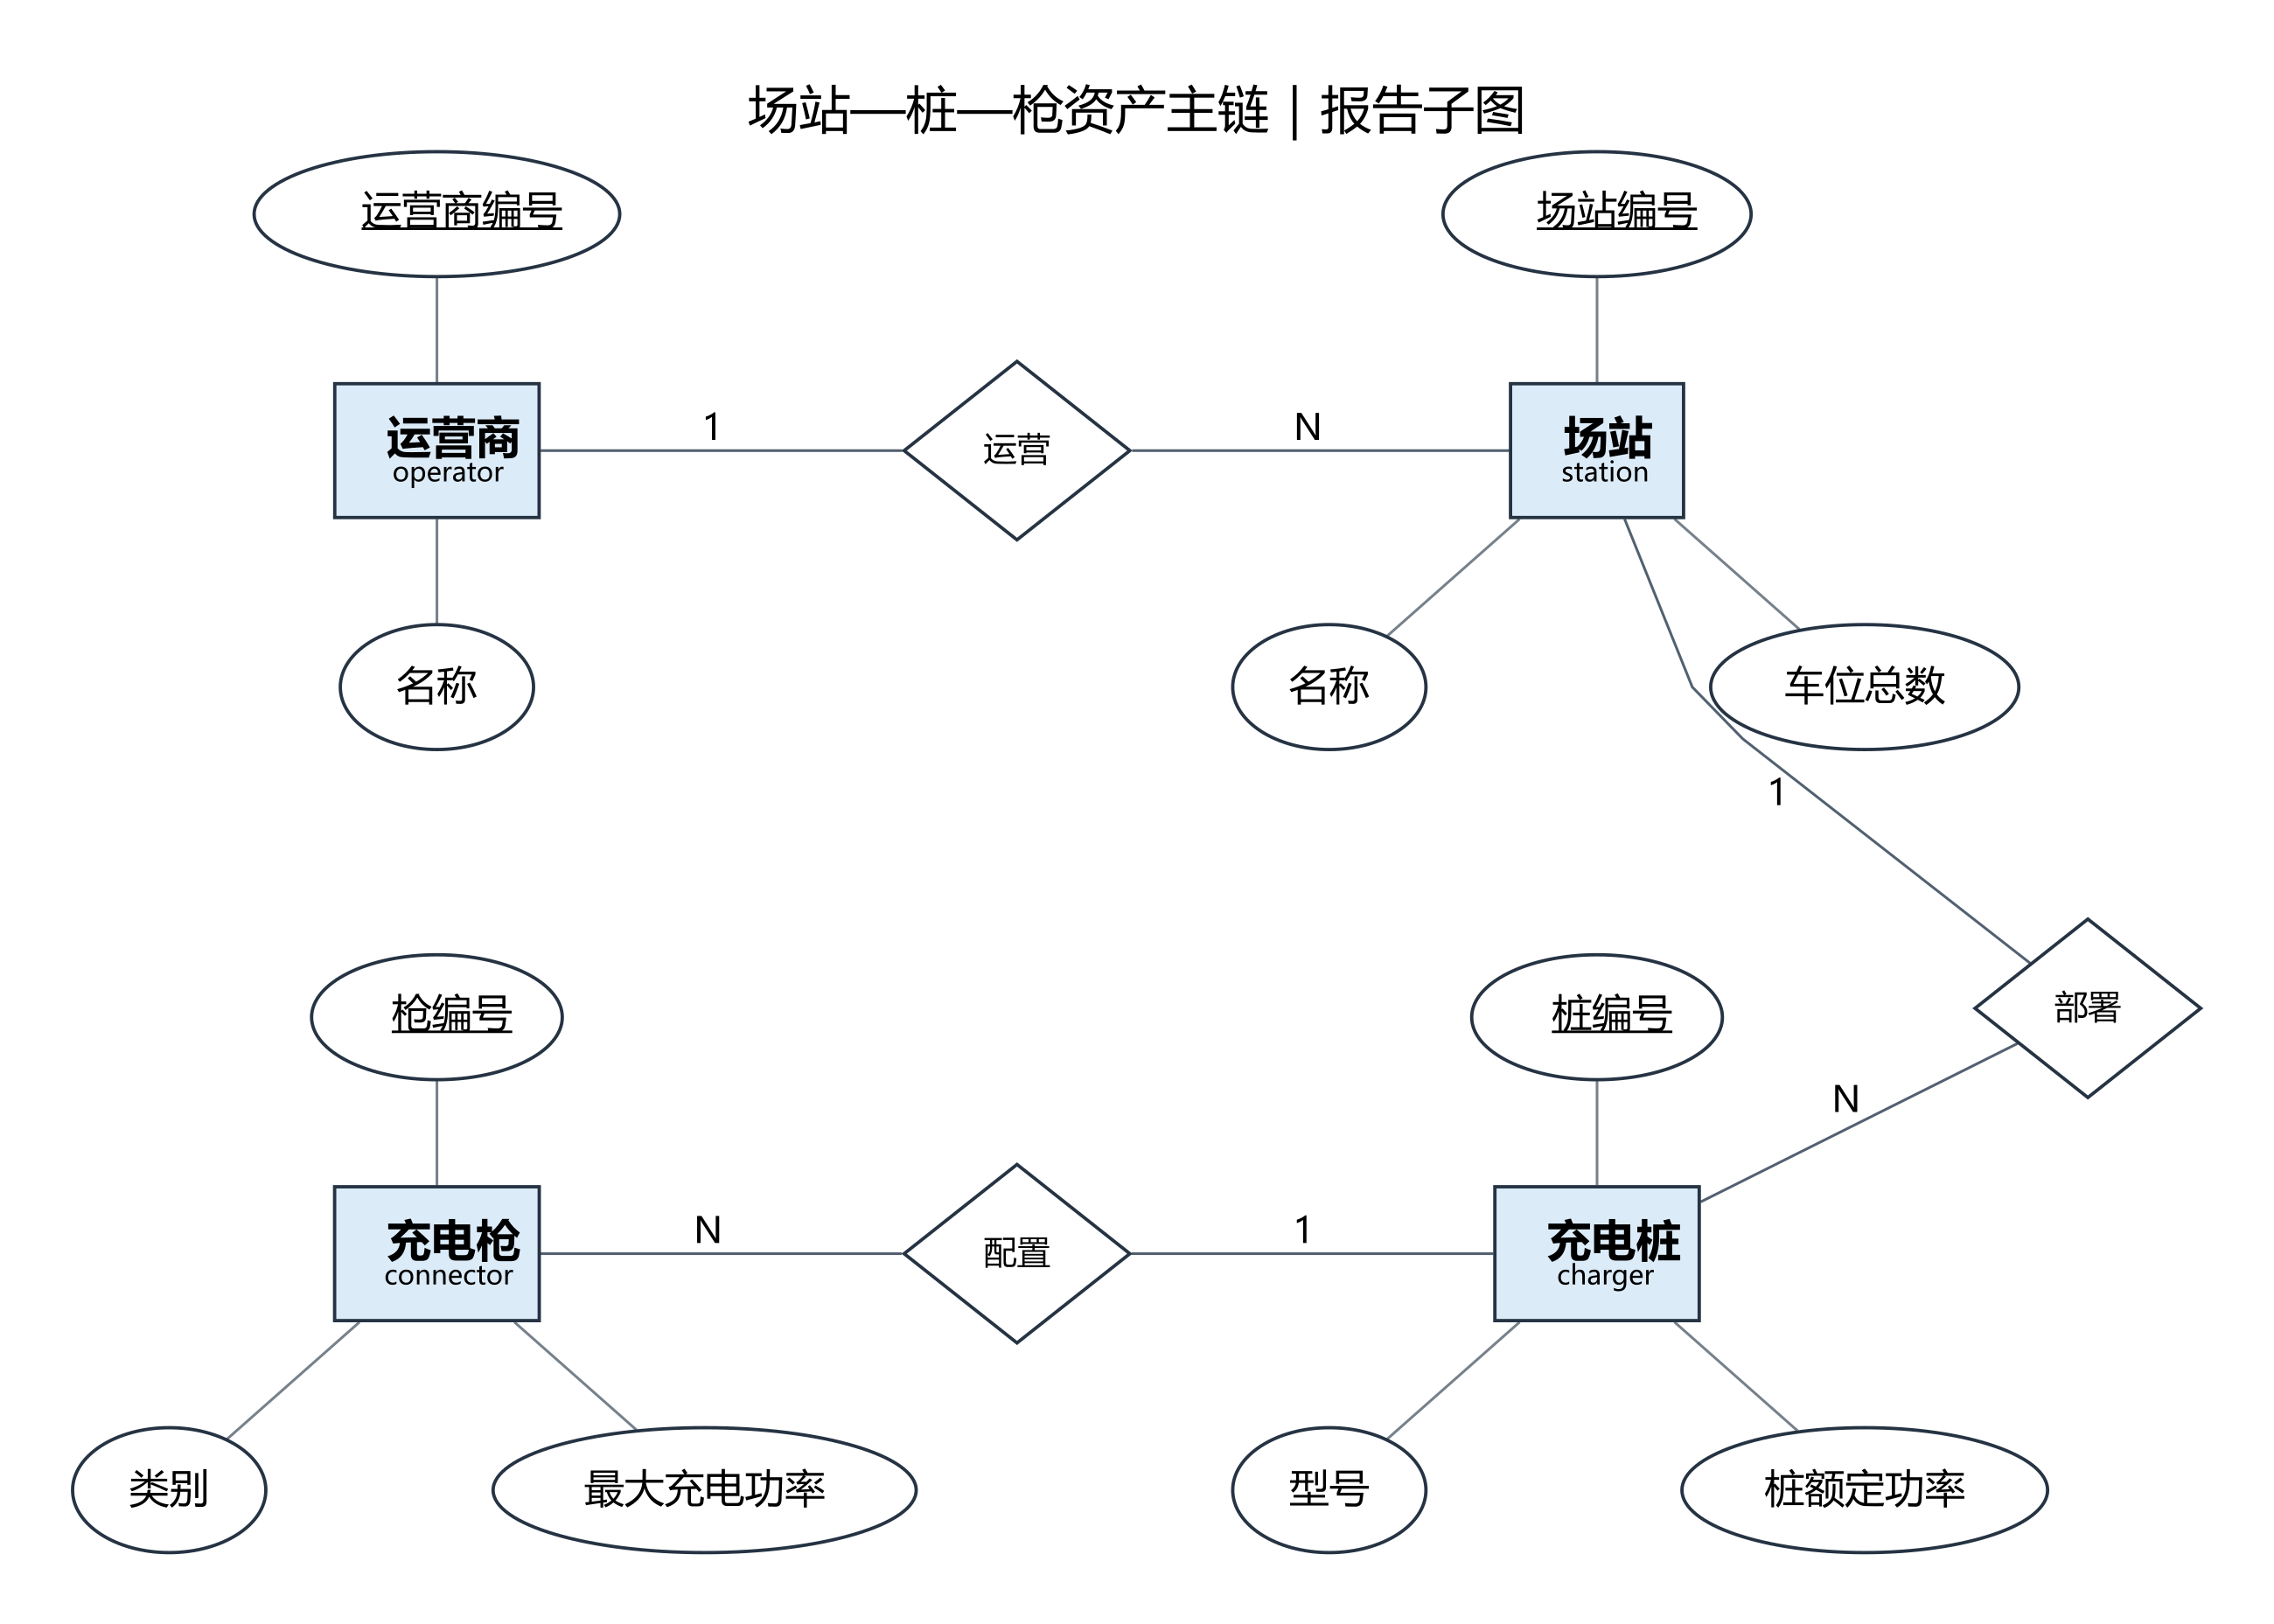 场站—桩—枪资产主链｜报告子图
运营商编号
场站编号
运营商
operator
1
运营
N
场站
station
名称
名称
车位总数
1
枪编号
桩编号
部署
N
充电枪
connector
N
配置
1
充电桩
charger
类别
最大充电功率
型号
桩额定功率